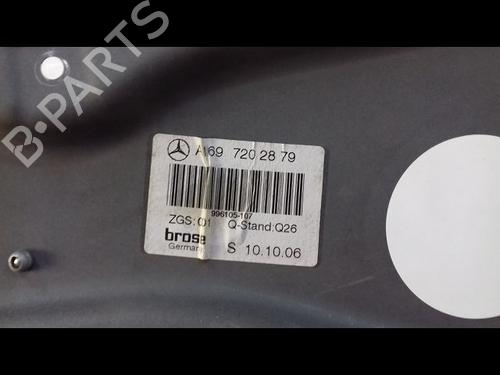 A169 720 28 79
996105-107
ZGS: 01 Q-Stand:Q26
brose
Germany
S 10.10.06
B-PARTS